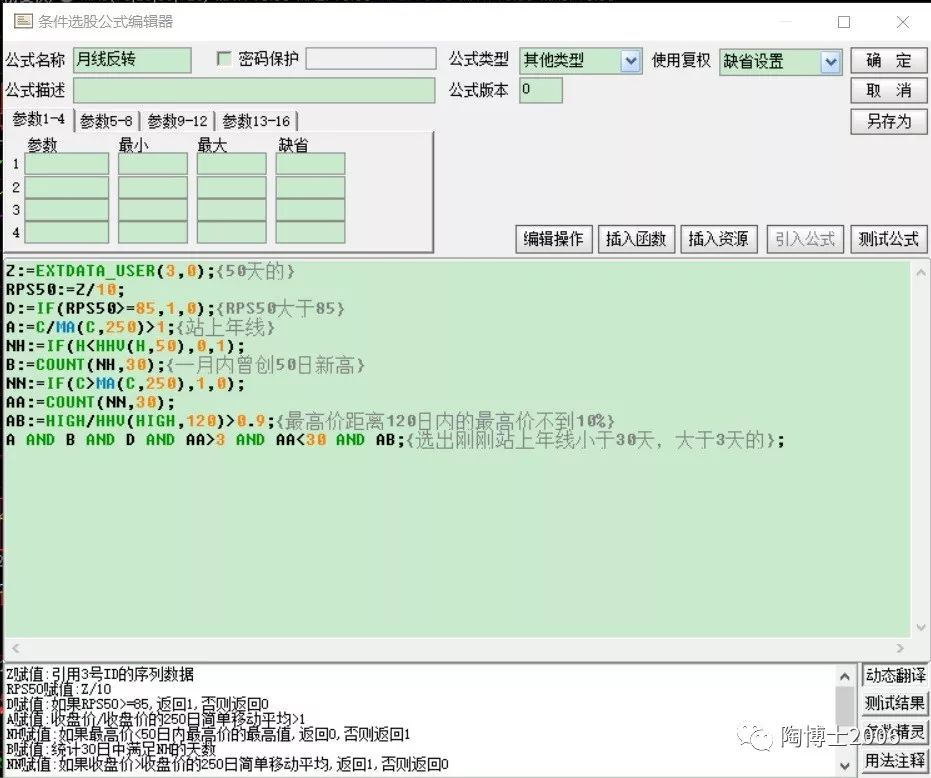 条件选股公式编辑器
公式名称 月线反转 密码保护 公式类型 其他类型 使用复权 缺省设置 确 定
公式描述 公式版本 0 取 消
参数1-4 参数5-8 参数9-12 参数13-16 另存为
参数 最小 最大 缺省
1
2
3
4
编辑操作 插入函数 插入资源 引入公式 测试公式
Z:=EXTDATA_USER(3,0);{50天的}
RPS50:=Z/10;
D:=IF(RPS50>=85,1,0);{RPS50大于85}
A:=C/MA(C,250)>1;{站上年线}
NH:=IF(H<HHV(H,50),0,1);
B:=COUNT(NH,30);{一月内曾创50日新高}
NN:=IF(C>MA(C,250),1,0);
AA:=COUNT(NN,30);
AB:=HIGH/HHV(HIGH,120)>0.9;{最高价距离120日内的最高价不到10%}
A AND B AND D AND AA>3 AND AA<30 AND AB;{选出刚刚站上年线小于30天，大于3天的};
Z赋值:引用3号ID的序列数据
RPS50赋值:Z/10
D赋值:如果RPS50>=85,返回1,否则返回0
A赋值:收盘价/收盘价的250日简单移动平均>1
NH赋值:如果最高价<50日内最高价的最高值,返回0,否则返回1
B赋值:统计30日中满足NH的天数
NN赋值:如果收盘价>收盘价的250日简单移动平均,返回1,否则返回0
动态翻译
测试结果
参数精灵
用法注释
陶博士2006